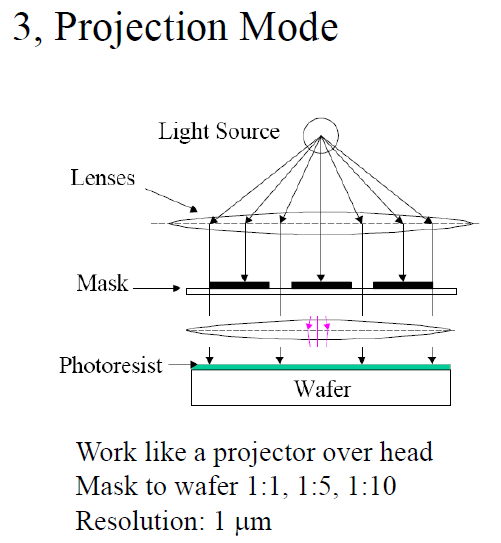 3, Projection Mode
Light Source
Lenses
Mask
Photoresist
Wafer
Work like a projector over head
Mask to wafer 1:1, 1:5, 1:10
Resolution: 1 μm